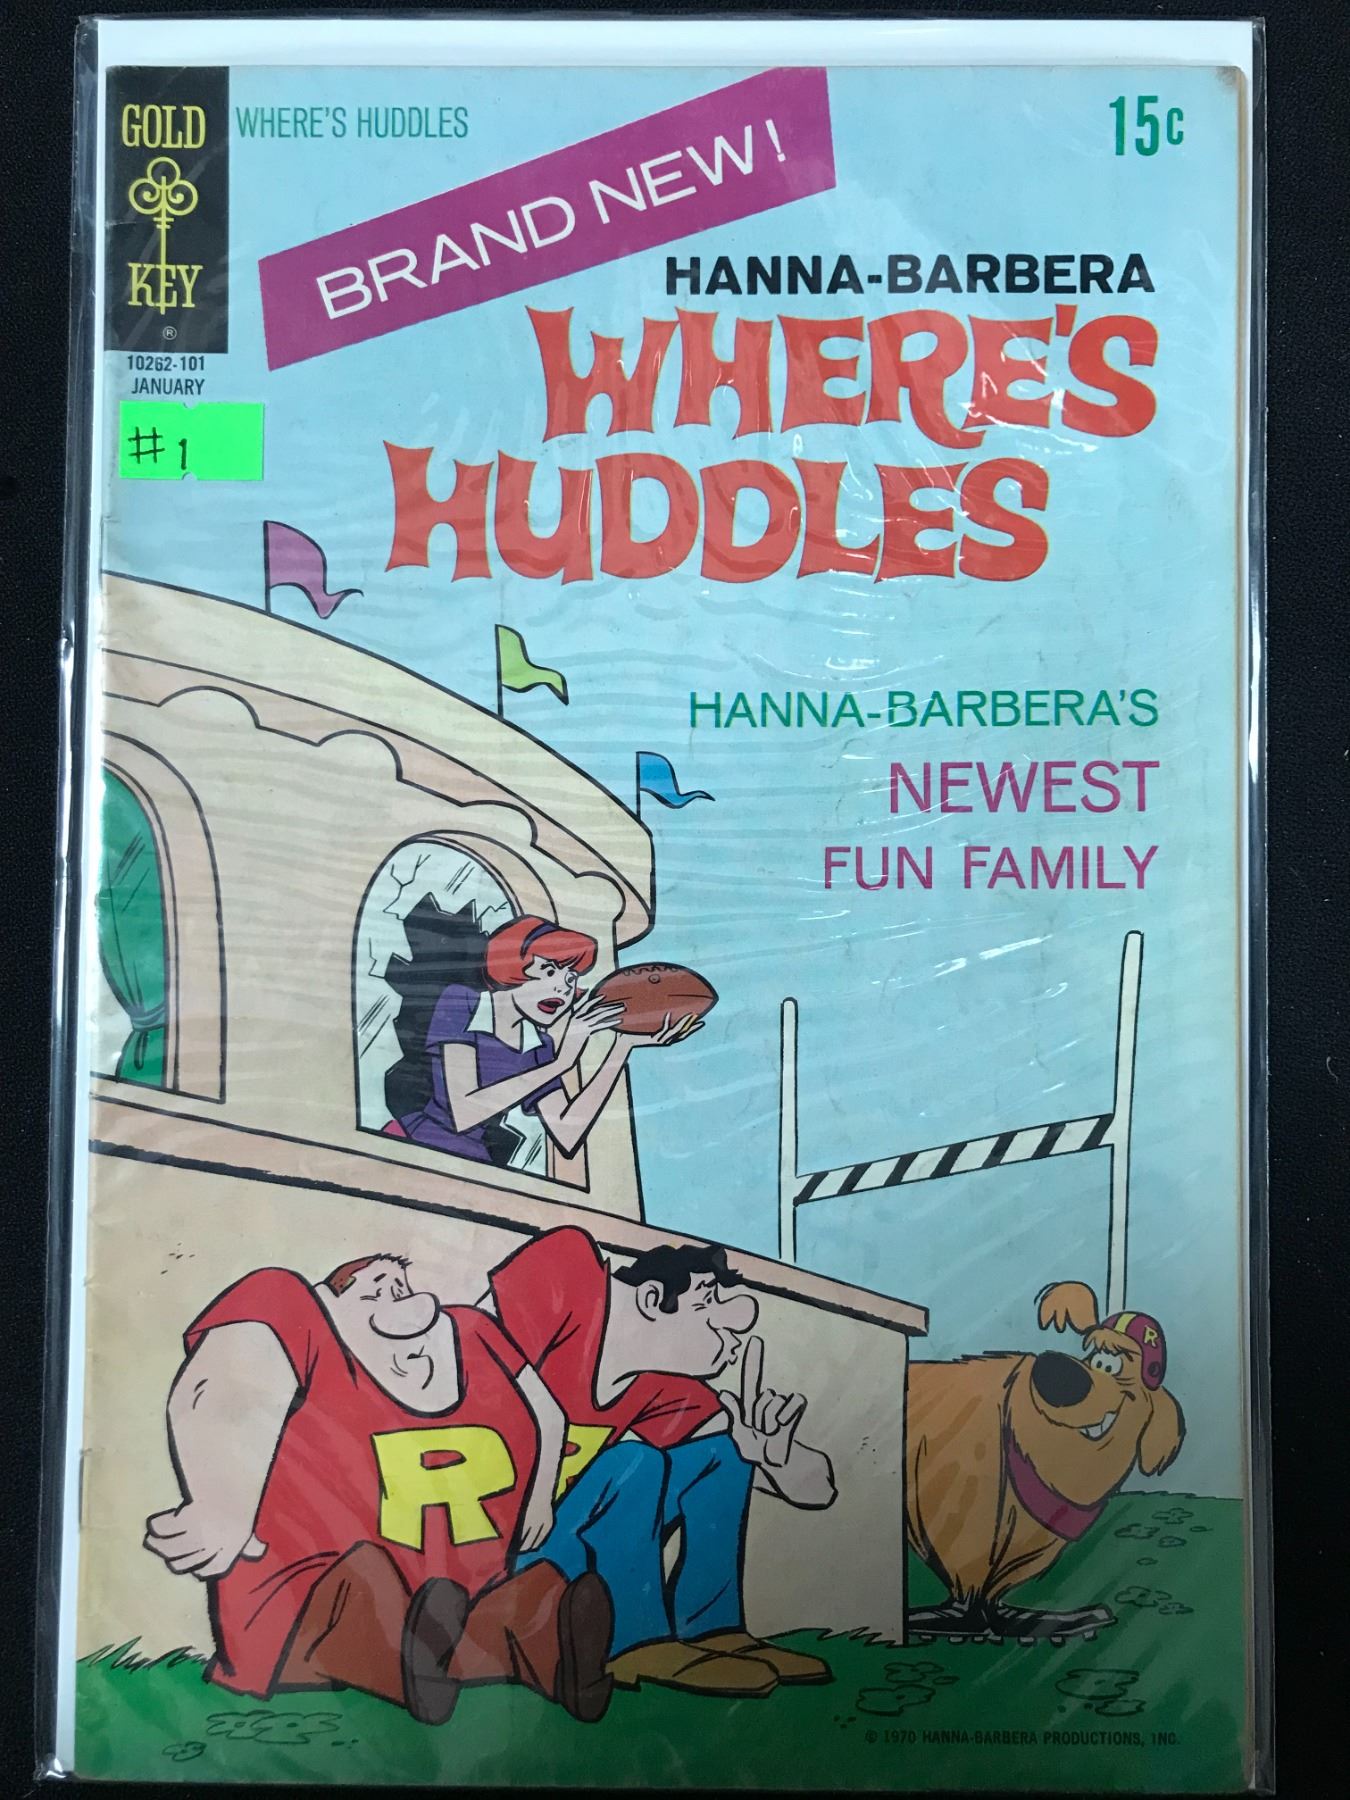 GOLD
KEY
®
10262-101
JANUARY
# 1
WHERE'S HUDDLES
15¢
BRAND NEW!
HANNA-BARBERA
WHERE'S
HUDDLES
HANNA-BARBERA'S
NEWEST
FUN FAMILY
R
R
R
© 1970 HANNA-BARBERA PRODUCTIONS, INC.